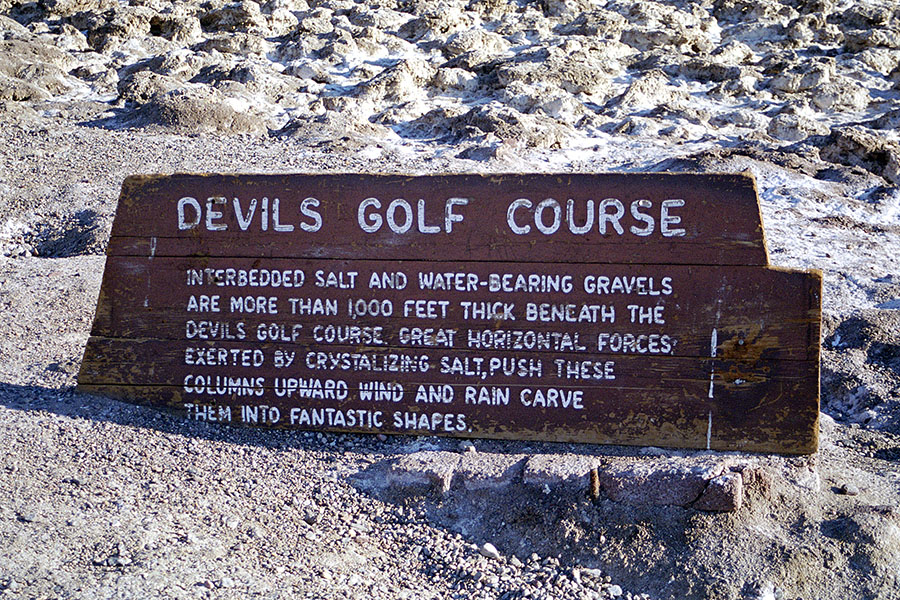 DEVILS GOLF COURSE
INTERBEDDED SALT AND WATER-BEARING GRAVELS
ARE MORE THAN 1,000 FEET THICK BENEATH THE
DEVILS GOLF COURSE. GREAT HORIZONTAL FORCES,
EXERTED BY CRYSTALIZING SALT, PUSH THESE
COLUMNS UPWARD. WIND AND RAIN CARVE
THEM INTO FANTASTIC SHAPES.